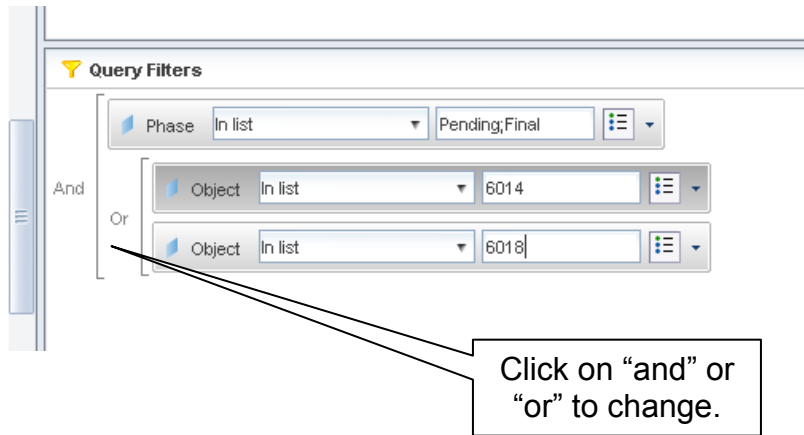 Query Filters
Phase In list Pending;Final
And
Object In list 6014
Or
Object In list 6018
Click on “and” or
“or” to change.